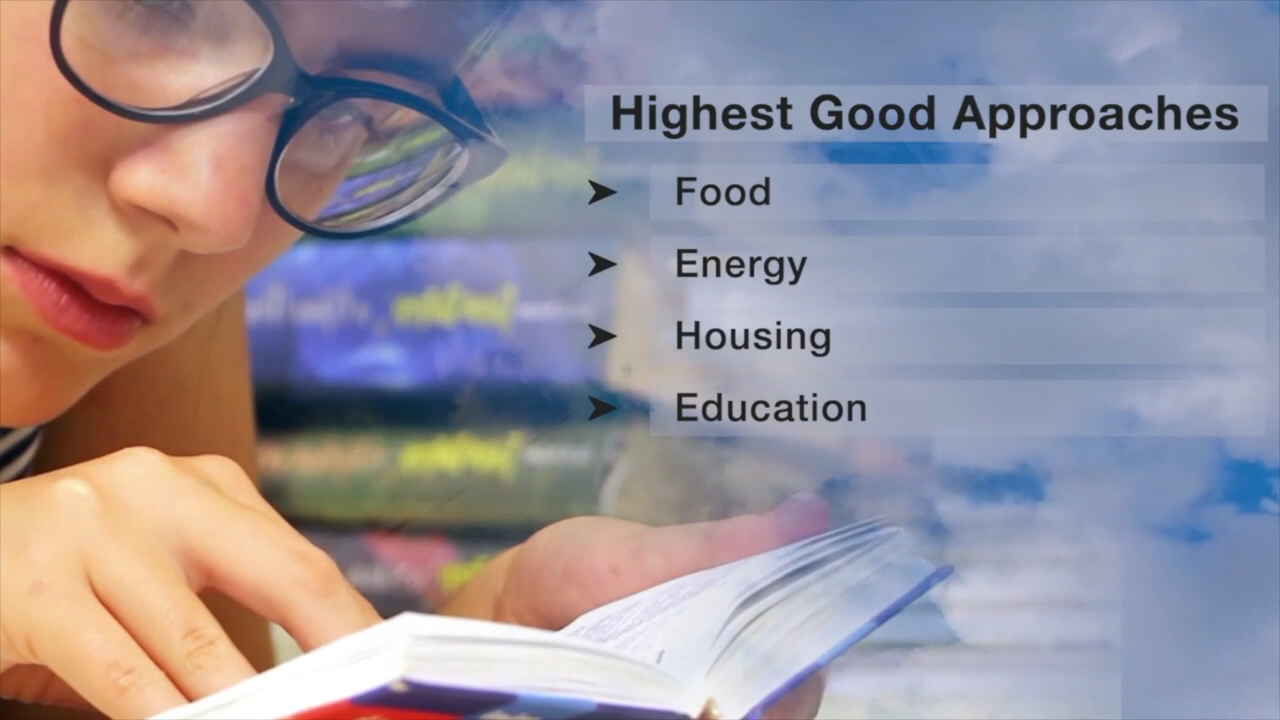 Highest Good Approaches
➤ Food
➤ Energy
➤ Housing
➤ Education